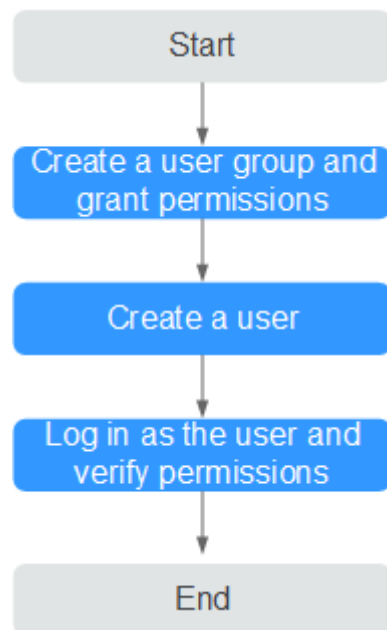 Start
Create a user group and
grant permissions
Create a user
Log in as the user and
verify permissions
End